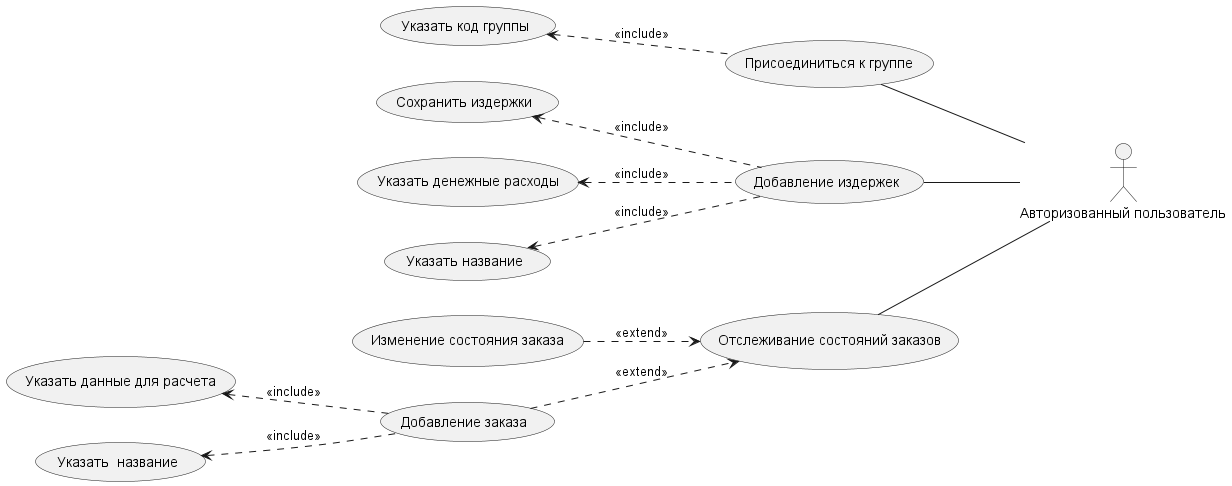 Указать код группы
«include»
Присоединиться к группе
Сохранить издержки
«include»
Указать денежные расходы
«include»
Добавление издержек
«include»
Указать название
Авторизованный пользователь
Изменение состояния заказа
«extend»
Отслеживание состояний заказов
«extend»
Указать данные для расчета
«include»
Добавление заказа
«include»
Указать  название